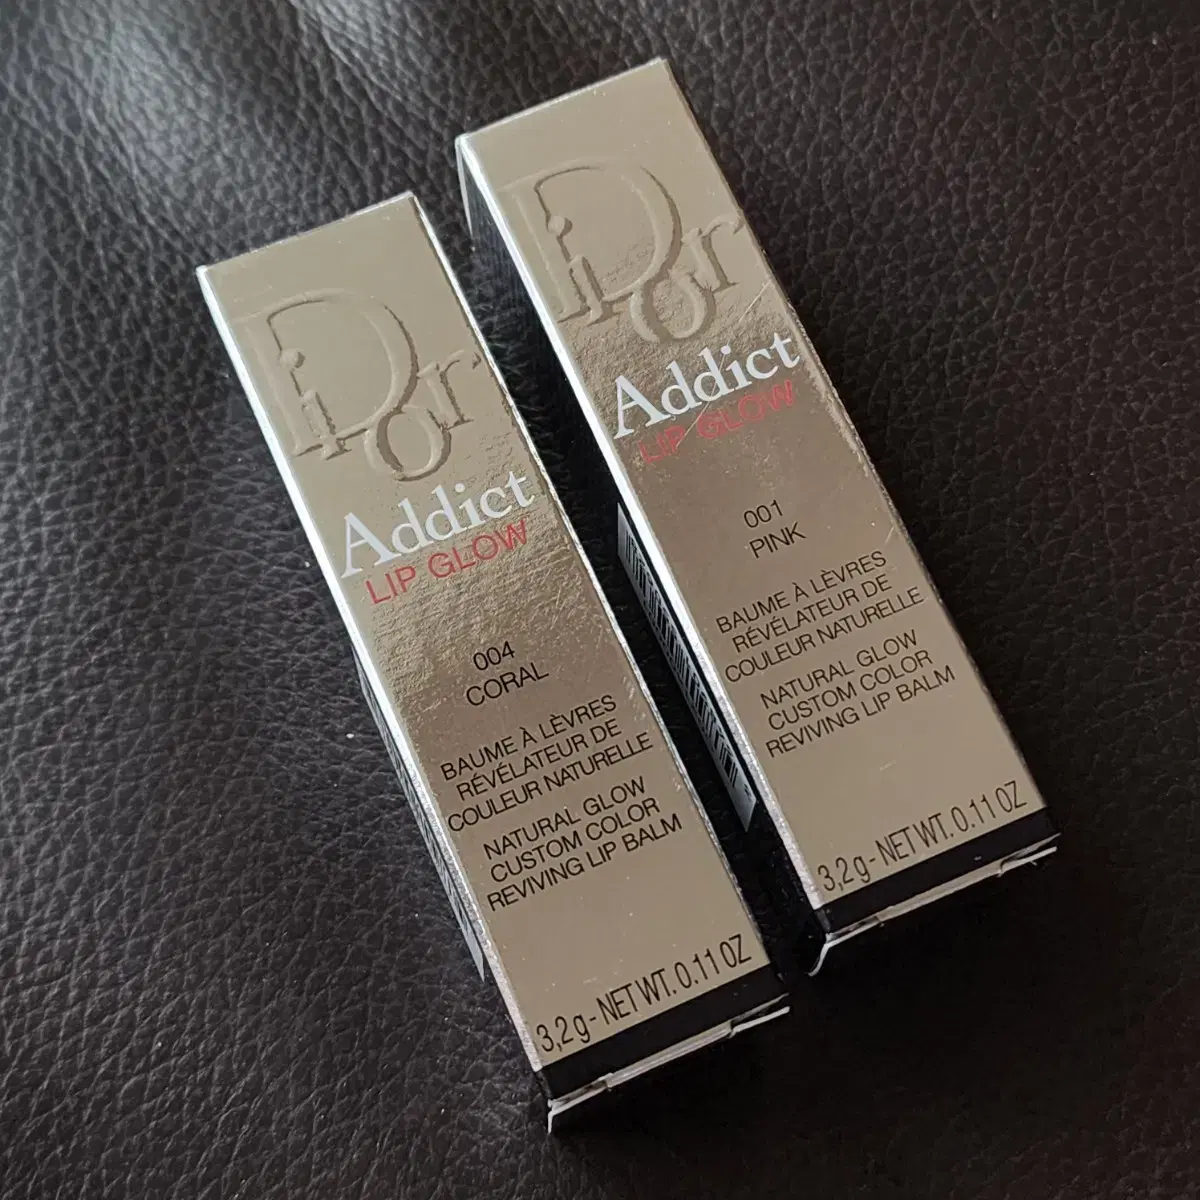 Dior
Addict
LIP GLOW
004
CORAL
BAUME À LÈVRES
RÉVÉLATEUR DE
COULEUR NATURELLE
NATURAL GLOW
CUSTOM COLOR
REVIVING LIP BALM
3,2g - NET WT. 0.11 OZ
Dior
Addict
LIP GLOW
001
PINK
BAUME À LÈVRES
RÉVÉLATEUR DE
COULEUR NATURELLE
NATURAL GLOW
CUSTOM COLOR
REVIVING LIP BALM
3,2g - NET WT. 0.11 OZ